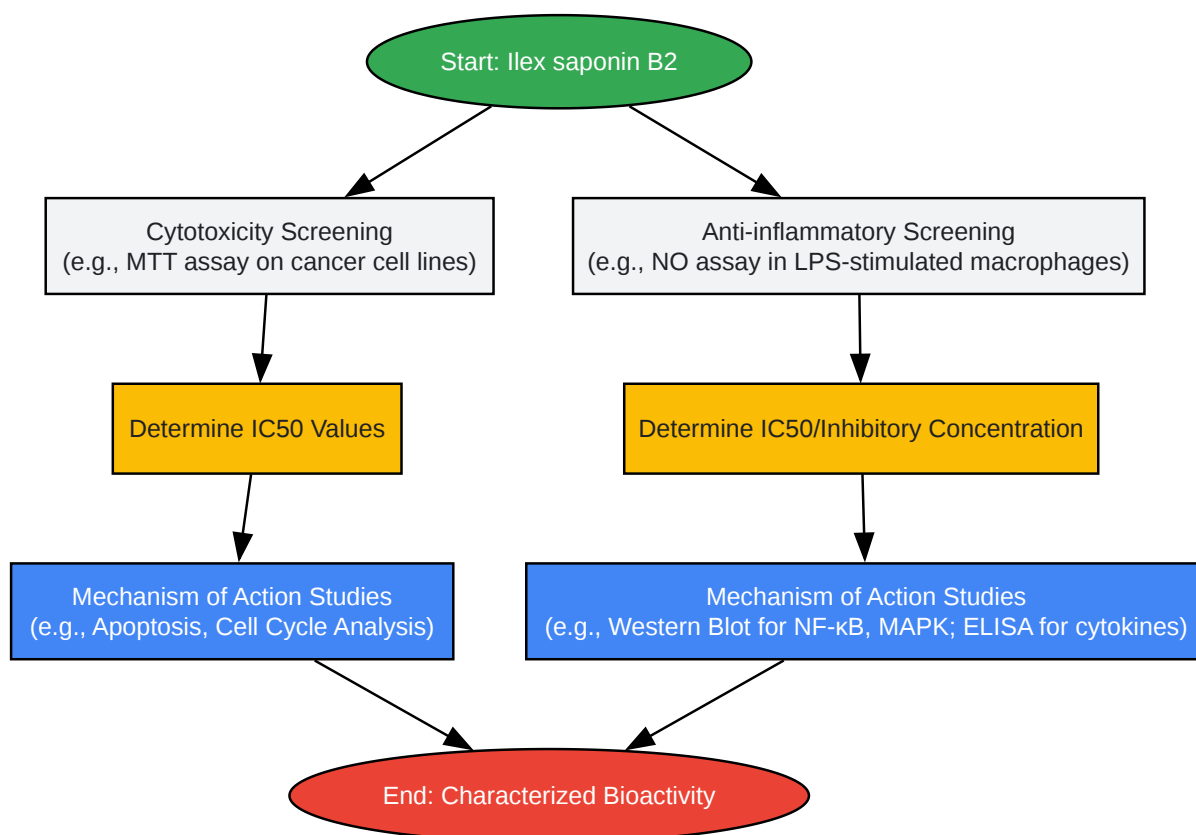 Start: Ilex saponin B2
Cytotoxicity Screening
(e.g., MTT assay on cancer cell lines)
Anti-inflammatory Screening
(e.g., NO assay in LPS-stimulated macrophages)
Determine IC50 Values
Determine IC50/Inhibitory Concentration
Mechanism of Action Studies
(e.g., Apoptosis, Cell Cycle Analysis)
Mechanism of Action Studies
(e.g., Western Blot for NF-κB, MAPK; ELISA for cytokines)
End: Characterized Bioactivity